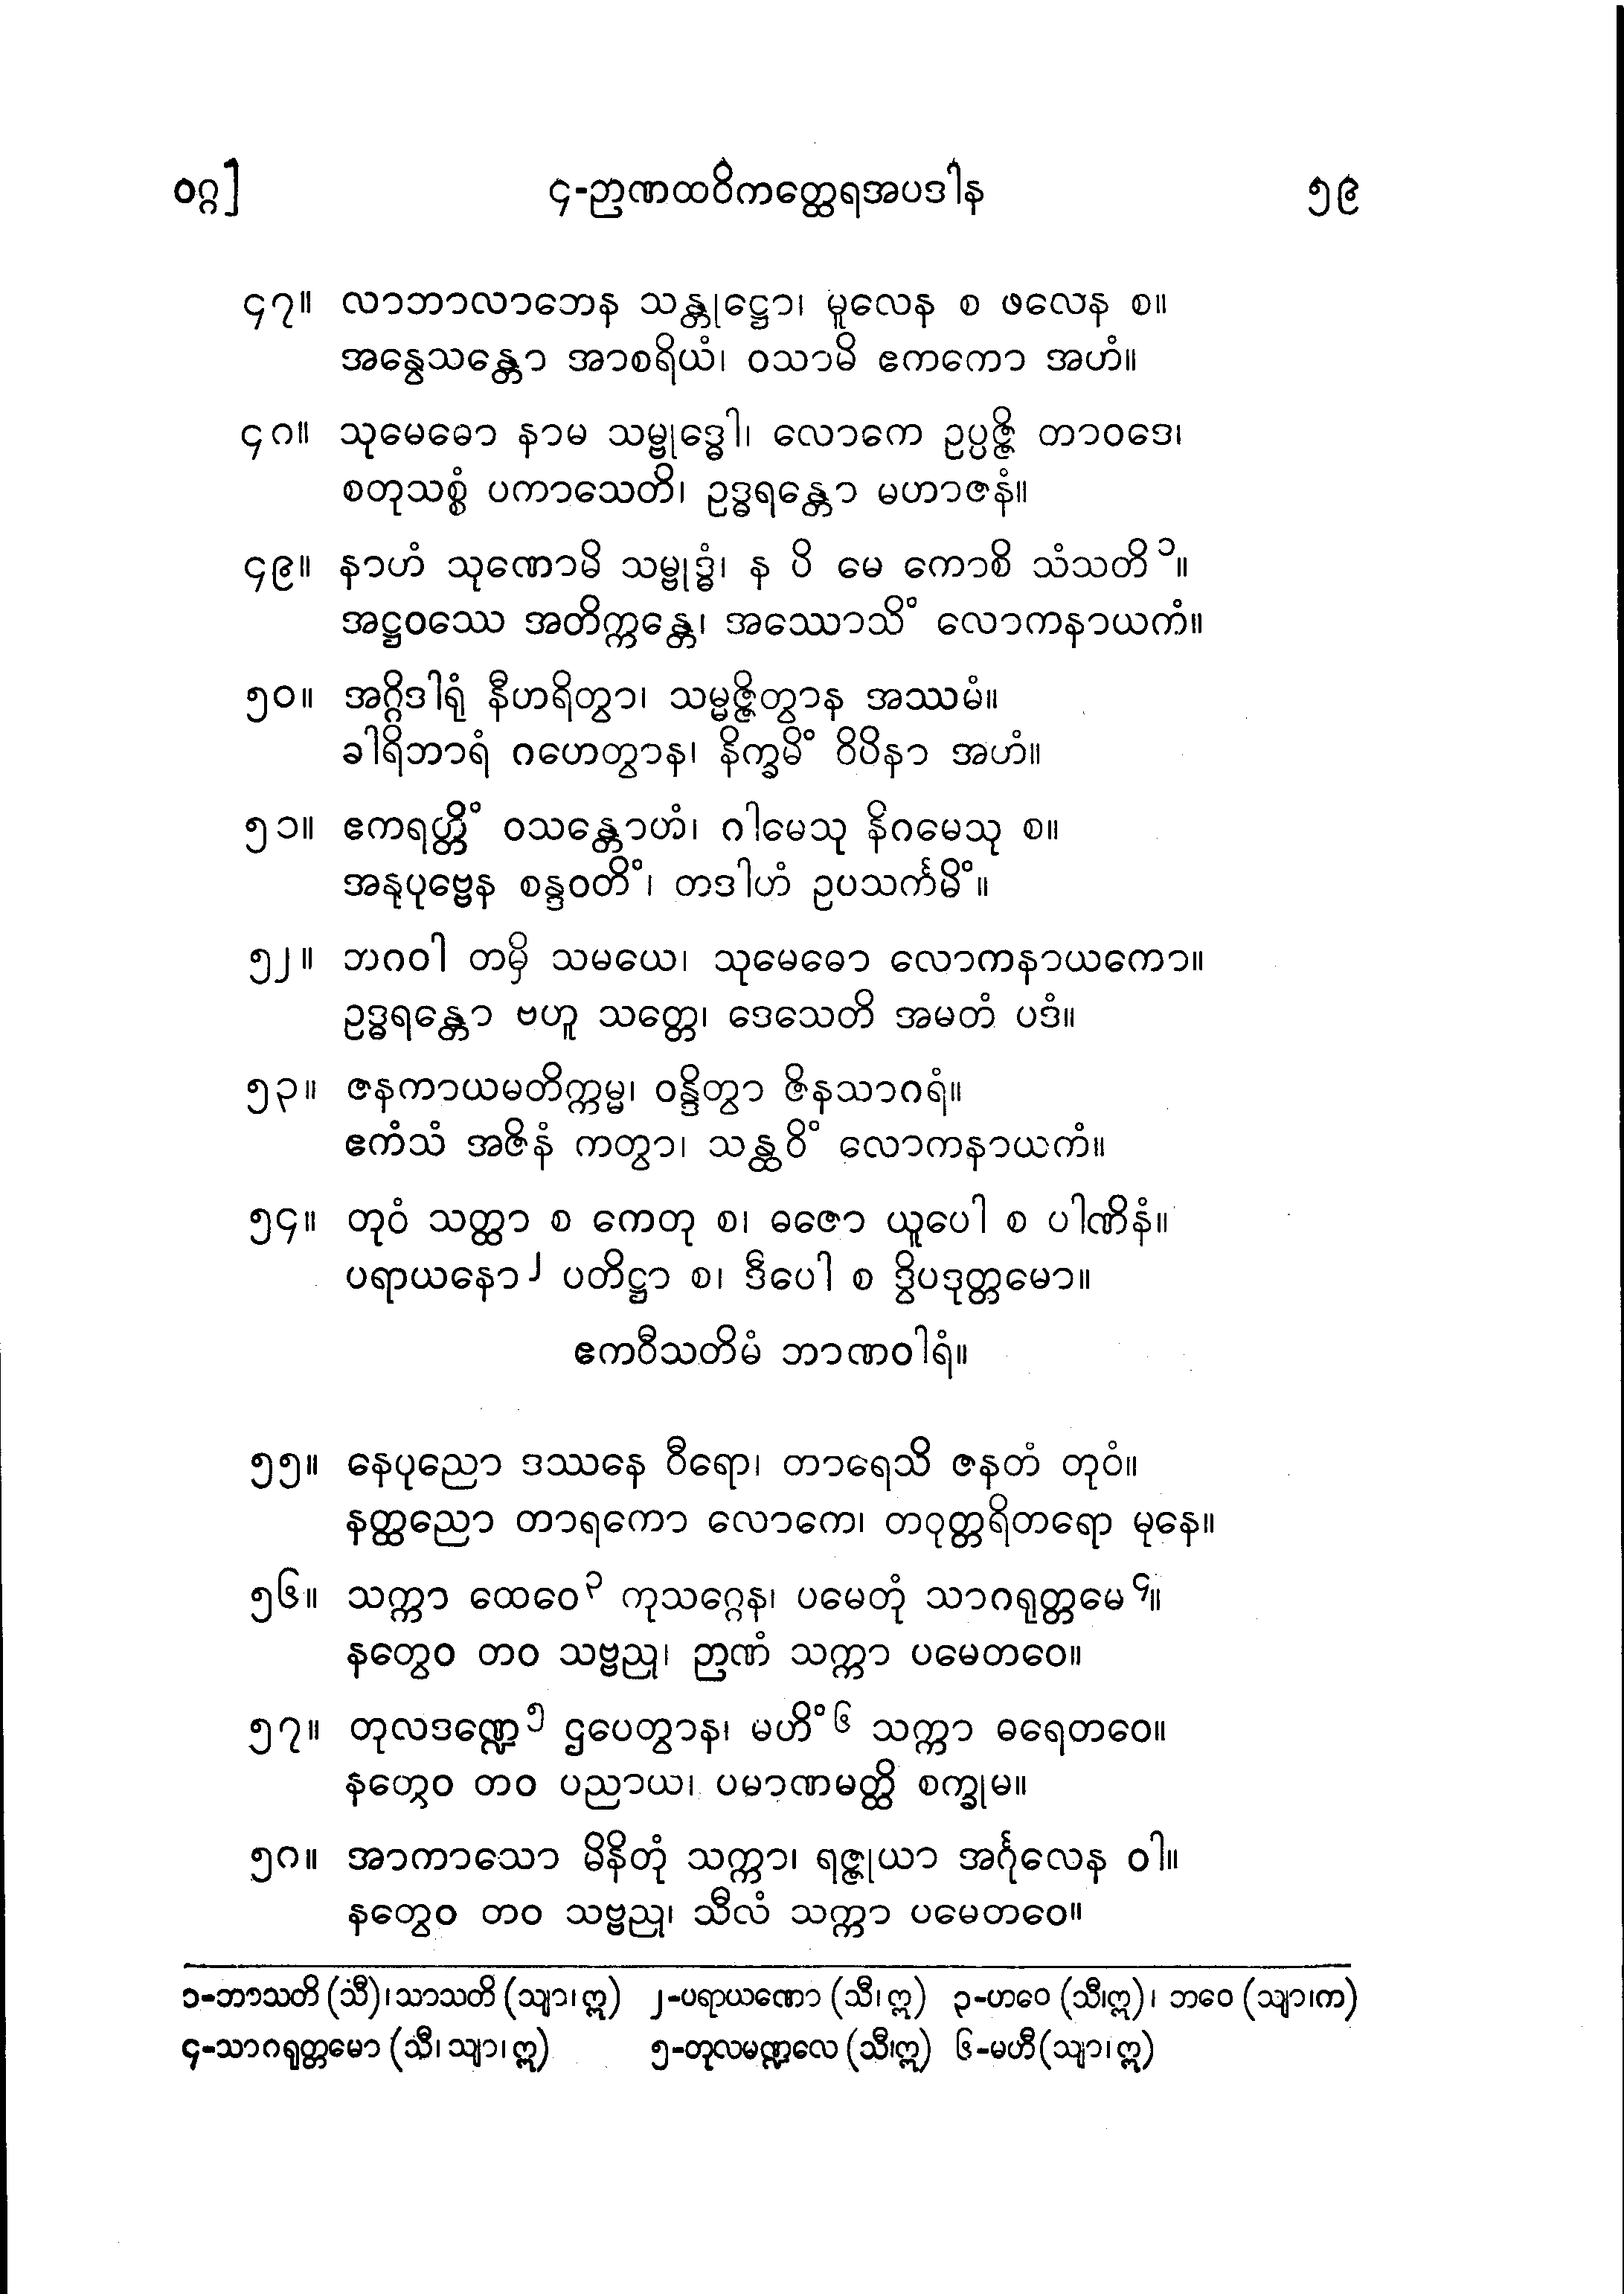 ဝဂ္ဂ] ၄-ဉာဏထဝိကတ္ထေရအပဒါန ၅၉
၄၇။ လာဘာလာဘေန သန္တုဋ္ဌော၊ မူလေန စ ဖလေန စ။
အနွေသန္တော အာစရိယံ၊ ဝသာမိ ဧကကော အဟံ။
၄၈။ သုမေဓော နာမ သမ္ဗုဒ္ဓေါ၊ လောကေ ဥပ္ပဇ္ဇိ တာဝဒေ၊
စတုသစ္စံ ပကာသေတိ၊ ဥဒ္ဓရန္တော မဟာဇနံ။
၄၉။ နာဟံ သုဏောမိ သမ္ဗုဒ္ဓံ၊ န ပိ မေ ကောစိ သံသတိ ၁။
အဋ္ဌဝဿေ အတိက္ကန္တေ၊ အဿောသိံ လောကနာယကံ။
၅၀။ အဂ္ဂိဒါရုံ နီဟရိတွာ၊ သမ္မဇ္ဇိတွာန အဿမံ။
ခါရိဘာရံ ဂဟေတွာန၊ နိက္ခမိံ ဝိပိနာ အဟံ။
၅၁။ ဧကရတ္တိံ ဝသန္တောဟံ၊ ဂါမေသု နိဂမေသု စ။
အနုပုဗ္ဗေန စန္ဒဝတိံ၊ တဒါဟံ ဥပသင်္ကမိံ။
၅၂။ ဘဂဝါ တမှိ သမယေ၊ သုမေဓော လောကနာယကော။
ဥဒ္ဓရန္တော ဗဟူ သတ္တေ၊ ဒေသေတိ အမတံ ပဒံ။
၅၃။ ဇနကာယမတိက္ကမ္မ၊ ဝန္ဒိတွာ ဇိနသာဂရံ။
ဧကံသံ အဇိနံ ကတွာ၊ သန္ထဝိံ လောကနာယကံ။
၅၄။ တုဝံ သတ္ထာ စ ကေတု စ၊ ဓဇော ယူပေါ စ ပါဏိနံ။
ပရာယနော ၂ ပတိဋ္ဌာ စ၊ ဒီပေါ စ ဒွိပဒုတ္တမော။
ဧကဝီသတိမံ ဘာဏဝါရံ။
၅၅။ နေပုညော ဒဿနေ ဝီရော၊ တာရေသိ ဇနတံ တုဝံ။
နတ္ထညော တာရကော လောကေ၊ တဝုတ္တရိတရော မုနေ။
၅၆။ သက္ကာ ထေဝေ ၃ ကုသဂ္ဂေန၊ ပမေတုံ သာဂရုတ္တမေ ၄။
နတွေဝ တဝ သဗ္ဗညု၊ ဉာဏံ သက္ကာ ပမေတဝေ။
၅၇။ တုလဒဏ္ဍေ ၅ ဌပေတွာန၊ မဟိံ ၆ သက္ကာ ဓရေတဝေ။
နတွေဝ တဝ ပညာယ၊ ပမာဏမတ္ထိ စက္ခုမ။
၅၈။ အာကာသော မိနိတုံ သက္ကာ၊ ရဇ္ဇုယာ အင်္ဂုလေန ဝါ။
နတွေဝ တဝ သဗ္ဗညု၊ သီလံ သက္ကာ ပမေတဝေ။
၁-ဘာသတိ (သီ)၊ သာသတိ (သျာ၊ ဣ) ၂-ပရာယဏော (သီ၊ ဣ) ၃-ဟဝေ (သီ၊ဣ)၊ ဘဝေ (သျာ၊က)
၄-သာဂရုတ္တမော (သီ၊ သျာ၊ ဣ) ၅-တုလမဏ္ဍလေ (သီ၊ဣ) ၆-မဟီ (သျာ၊ ဣ)